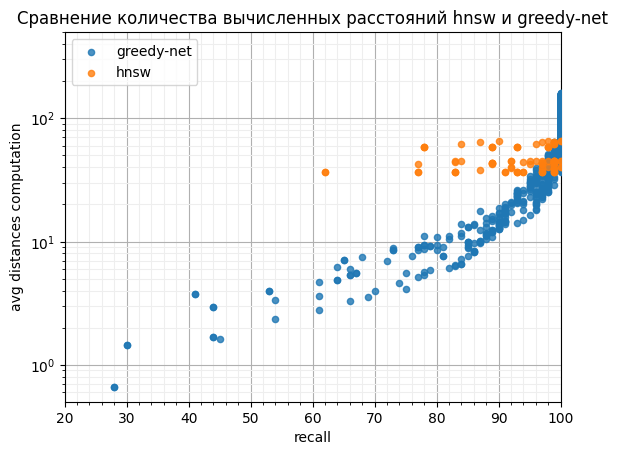 Сравнение количества вычисленных расстояний hnsw и greedy-net
greedy-net
hnsw
avg distances computation
10²
10¹
10⁰
20 30 40 50 60 70 80 90 100
recall